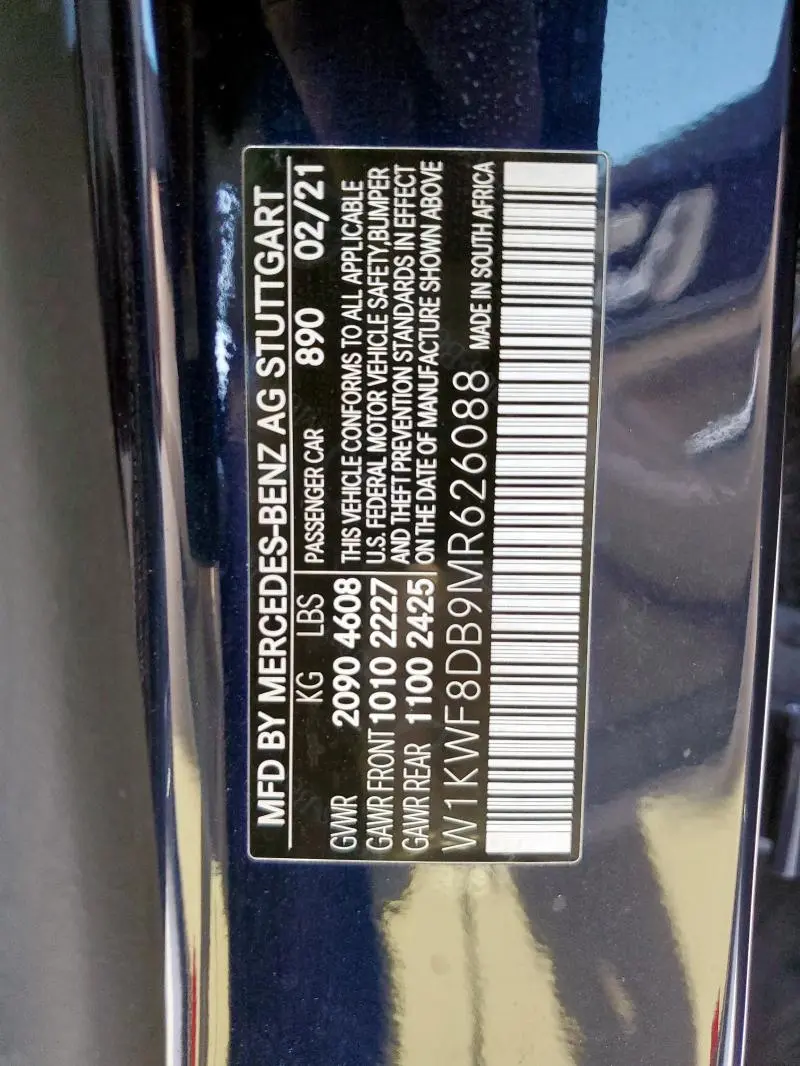 MFD BY MERCEDES-BENZ AG STUTTGART
KG LBS PASSENGER CAR 890 02/21
GVWR 2090 4608
GAWR FRONT 1010 2227
GAWR REAR 1100 2425
THIS VEHICLE CONFORMS TO ALL APPLICABLE
U.S. FEDERAL MOTOR VEHICLE SAFETY,BUMPER
AND THEFT PREVENTION STANDARDS IN EFFECT
ON THE DATE OF MANUFACTURE SHOWN ABOVE
W1KWF8DB9MR626088 MADE IN SOUTH AFRICA